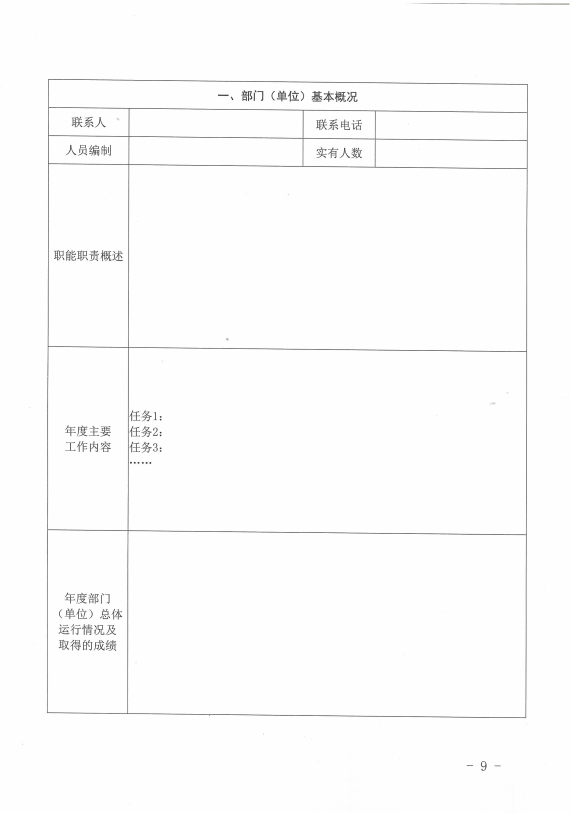 一、部门（单位）基本概况
联系人 联系电话
人员编制 实有人数
职能职责概述
年度主要
工作内容
任务1：
任务2：
任务3：
……
年度部门
（单位）总体
运行情况及
取得的成绩
- 9 -